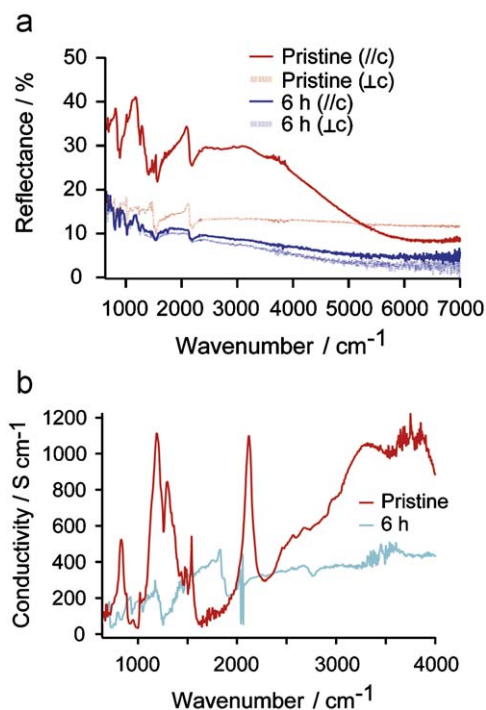 a
50
40
30
20
10
0
Reflectance / %
Pristine (//c)
Pristine (⊥c)
6 h (//c)
6 h (⊥c)
1000 2000 3000 4000 5000 6000 7000
Wavenumber / cm-1
b
1200
1000
800
600
400
200
0
Conductivity / S cm-1
Pristine
6 h
1000 2000 3000 4000
Wavenumber / cm-1